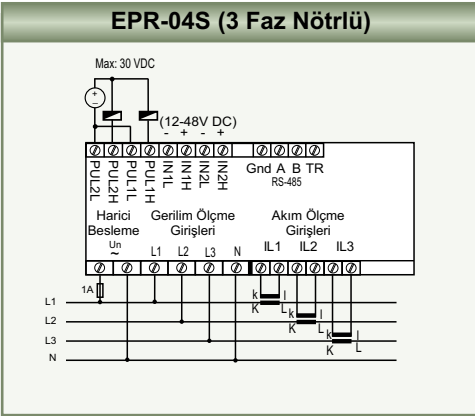 EPR-04S (3 Faz Nötrlü)
Max: 30 VDC
(12-48V DC)
- + - +
PUL2L PUL2H PUL1L PUL1H IN1L IN1H IN2L IN2H
Gnd A B TR
RS-485
Harici Besleme
Gerilim Ölçme Girişleri
Akım Ölçme Girişleri
Un ~ L1 L2 L3 N IL1 IL2 IL3
1A
L1
k l
K L
L2
k l
K L
L3
k l
K L
N